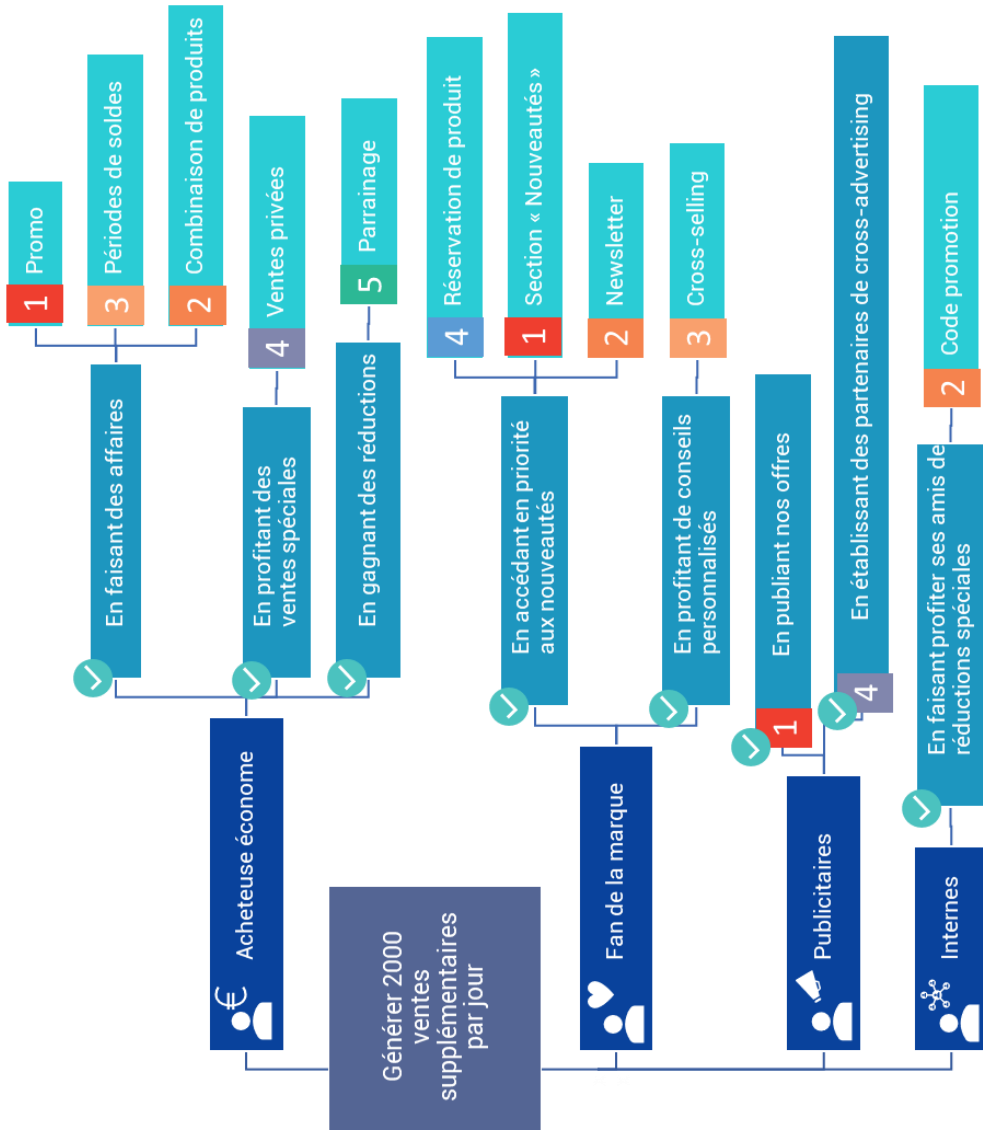 Générer 2000
ventes
supplémentaires
par jour
€
Acheteuse économe
En faisant des affaires
1
Promo
3
Périodes de soldes
2
Combinaison de produits
En profitant des
ventes spéciales
4
Ventes privées
En gagnant des réductions
5
Parrainage
Fan de la marque
En accédant en priorité
aux nouveautés
4
Réservation de produit
1
Section « Nouveautés »
2
Newsletter
En profitant de conseils
personnalisés
3
Cross-selling
Publicitaires
1
En publiant nos offres
4
En établissant des partenaires de cross-advertising
Internes
En faisant profiter ses amis de
réductions spéciales
2
Code promotion